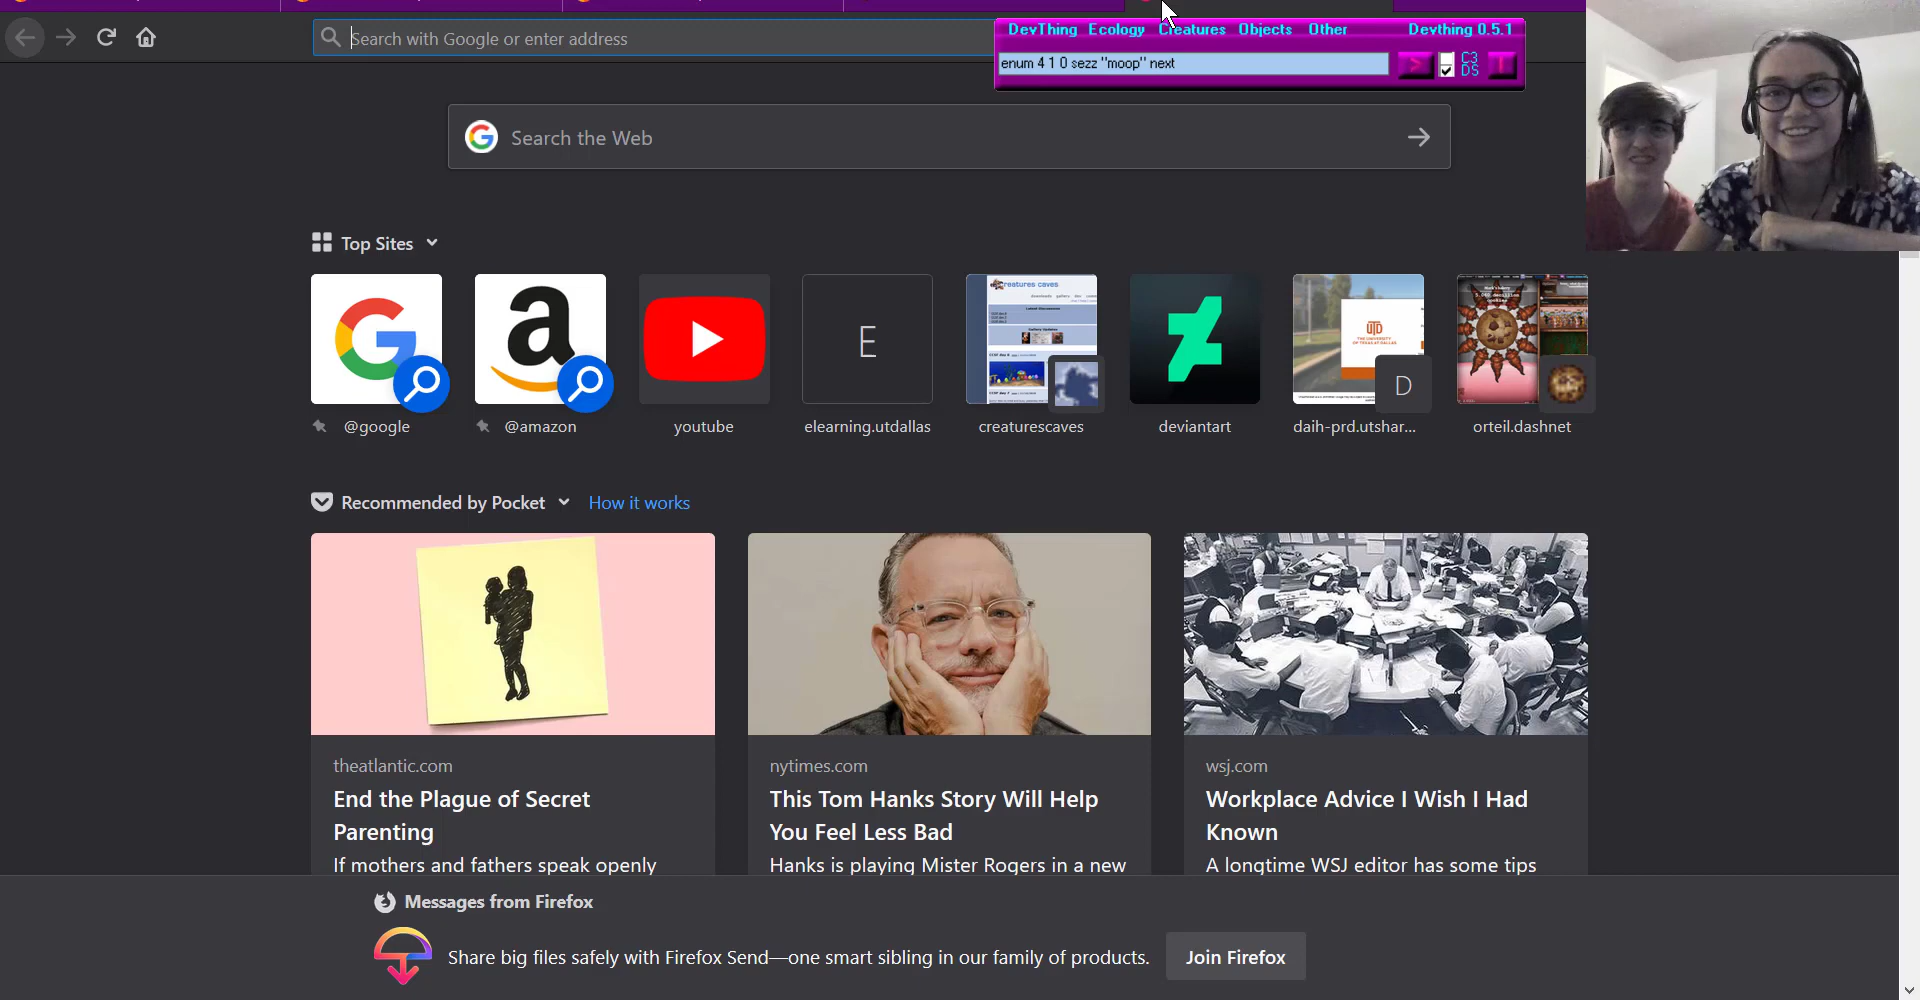 DevThing Ecology Creatures Objects Other Devthing 0.5.1
Search with Google or enter address
enum 4 1 0 sezz "moop" next
>
C3
DS
Search the Web
Top Sites
E
creatures caves
UTD
D
@google
@amazon
youtube
elearning.utdallas
creaturescaves
deviantart
daih-prd.utshar...
orteil.dashnet
Recommended by Pocket
How it works
theatlantic.com
End the Plague of Secret
Parenting
If mothers and fathers speak openly
nytimes.com
This Tom Hanks Story Will Help
You Feel Less Bad
Hanks is playing Mister Rogers in a new
wsj.com
Workplace Advice I Wish I Had
Known
A longtime WSJ editor has some tips
Messages from Firefox
Share big files safely with Firefox Send—one smart sibling in our family of products.
Join Firefox